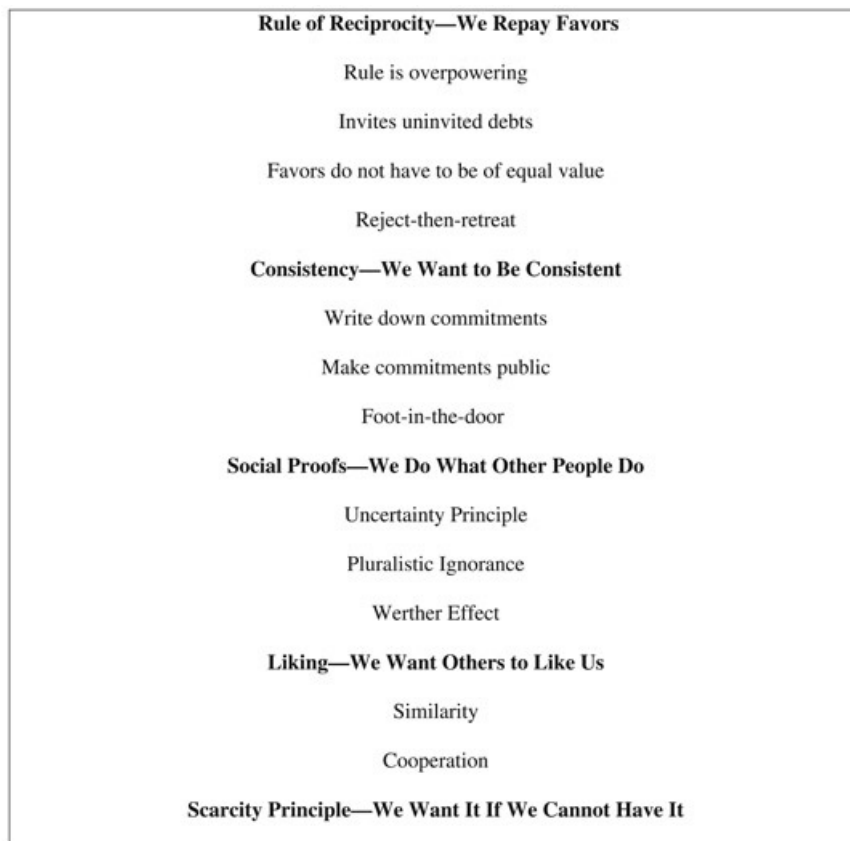 Rule of Reciprocity—We Repay Favors
Rule is overpowering
Invites uninvited debts
Favors do not have to be of equal value
Reject-then-retreat
Consistency—We Want to Be Consistent
Write down commitments
Make commitments public
Foot-in-the-door
Social Proofs—We Do What Other People Do
Uncertainty Principle
Pluralistic Ignorance
Werther Effect
Liking—We Want Others to Like Us
Similarity
Cooperation
Scarcity Principle—We Want It If We Cannot Have It